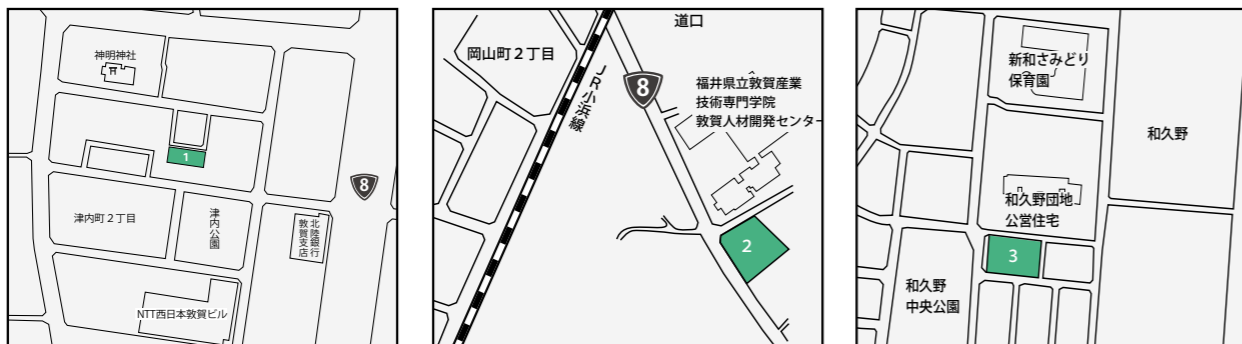 神明神社
1
8
津内町２丁目
津内公園
北陸銀行
敦賀支店
NTT西日本敦賀ビル
道口
岡山町２丁目
JR小浜線
8
福井県立敦賀産業
技術専門学院
敦賀人材開発センター
2
新和さみどり
保育園
和久野
和久野団地
公営住宅
3
和久野
中央公園